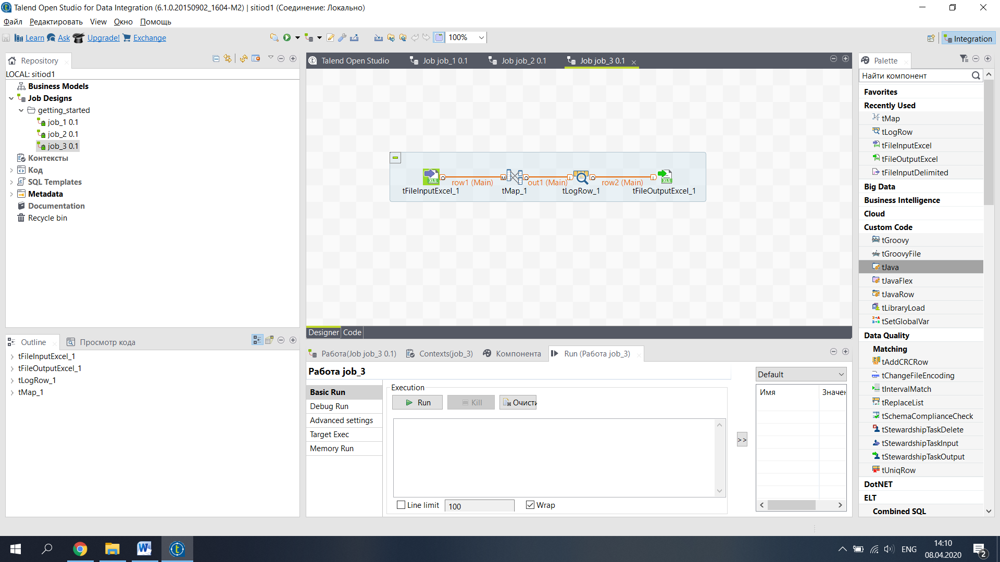 Talend Open Studio for Data Integration (6.1.0.20150902_1604-M2) | sitiod1 (Соединение: Локально)
Файл Редактировать View Окно Помощь
Learn Ask Upgrade! Exchange 100% Integration
Repository
LOCAL: sitiod1
Business Models
Job Designs
getting_started
job_1 0.1
job_2 0.1
job_3 0.1
Контексты
Код
SQL Templates
Metadata
Documentation
Recycle bin
Outline Просмотр кода
tFileInputExcel_1
tFileOutputExcel_1
tLogRow_1
tMap_1
Talend Open Studio Job job_1 0.1 Job job_2 0.1 Job job_3 0.1
row1 (Main) out1 (Main) row2 (Main)
tFileInputExcel_1 tMap_1 tLogRow_1 tFileOutputExcel_1
Designer Code
Работа(Job job_3 0.1) Contexts(job_3) Компонента Run (Работа job_3)
Работа job_3
Basic Run
Debug Run
Advanced settings
Target Exec
Memory Run
Execution
Run Kill Очисти
Line limit 100 Wrap
>>
Default
Имя Значен
Palette
Найти компонент
Favorites
Recently Used
tMap
tLogRow
tFileInputExcel
tFileOutputExcel
tFileInputDelimited
Big Data
Business Intelligence
Cloud
Custom Code
tGroovy
tGroovyFile
tJava
tJavaFlex
tJavaRow
tLibraryLoad
tSetGlobalVar
Data Quality
Matching
tAddCRCRow
tChangeFileEncoding
tIntervalMatch
tReplaceList
tSchemaComplianceCheck
tStewardshipTaskDelete
tStewardshipTaskInput
tStewardshipTaskOutput
tUniqRow
DotNET
ELT
Combined SQL
ENG
14:10
08.04.2020
2